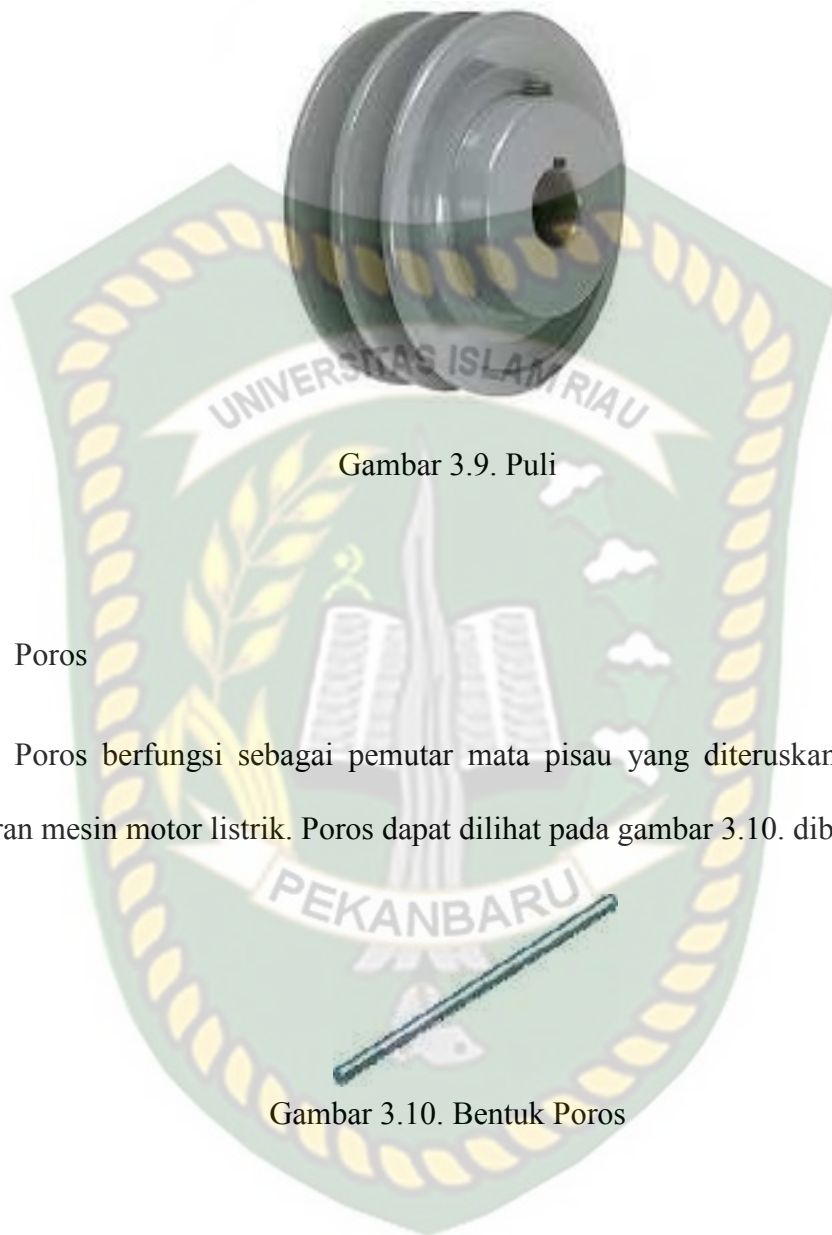 UNIVERSITAS ISLAM RIAU
Gambar 3.9. Puli
Poros
Poros berfungsi sebagai pemutar mata pisau yang diteruskan
ran mesin motor listrik. Poros dapat dilihat pada gambar 3.10. dib
PEKANBARU
Gambar 3.10. Bentuk Poros